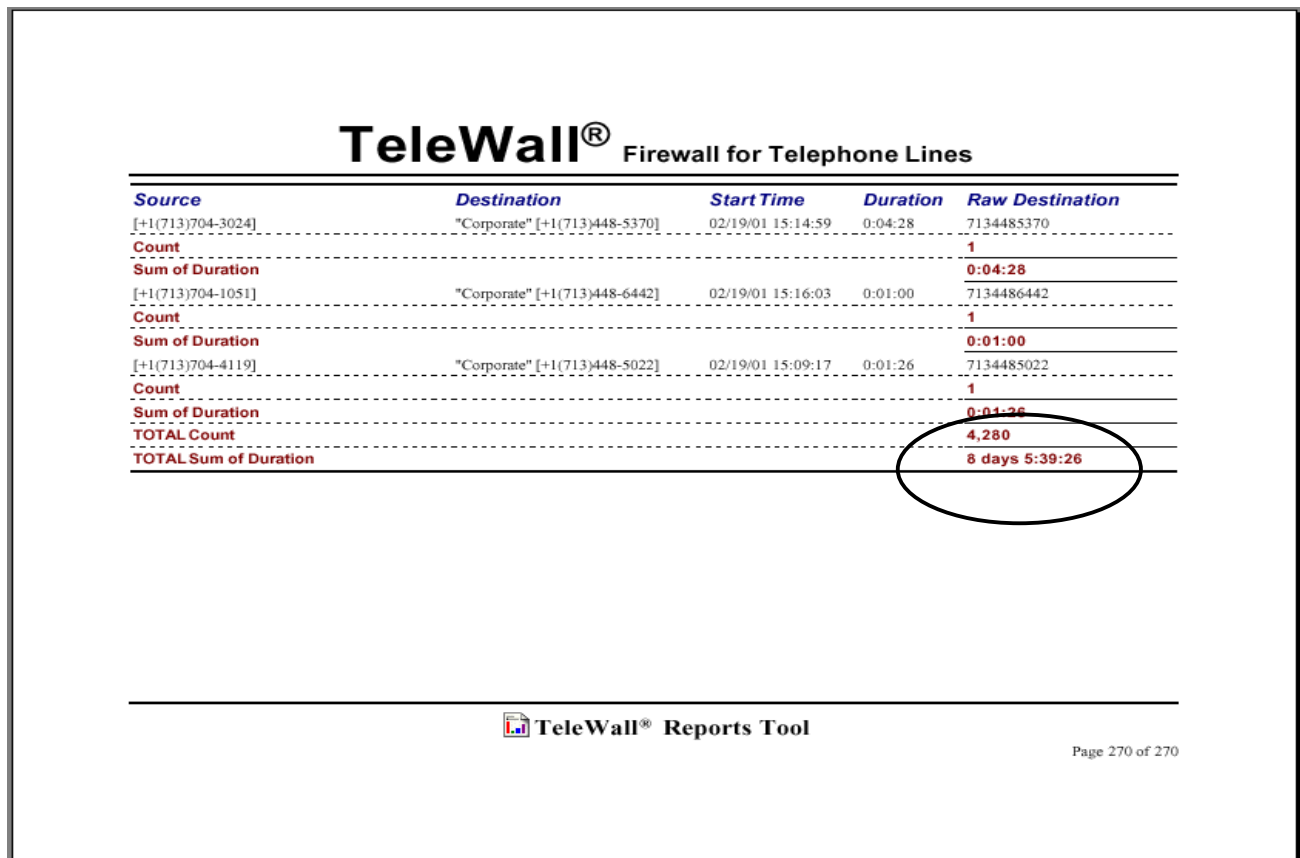 TeleWall® Firewall for Telephone Lines
Source Destination Start Time Duration Raw Destination
[+1(713)704-3024] "Corporate" [+1(713)448-5370] 02/19/01 15:14:59 0:04:28 7134485370
Count 1
Sum of Duration 0:04:28
[+1(713)704-1051] "Corporate" [+1(713)448-6442] 02/19/01 15:16:03 0:01:00 7134486442
Count 1
Sum of Duration 0:01:00
[+1(713)704-4119] "Corporate" [+1(713)448-5022] 02/19/01 15:09:17 0:01:26 7134485022
Count 1
Sum of Duration 0:01:26
TOTAL Count 4,280
TOTAL Sum of Duration 8 days 5:39:26
TeleWall® Reports Tool
Page 270 of 270